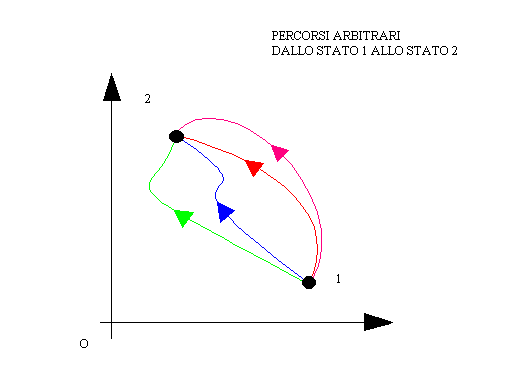 PERCORSI ARBITRARI
DALLO STATO 1 ALLO STATO 2
2
1
O